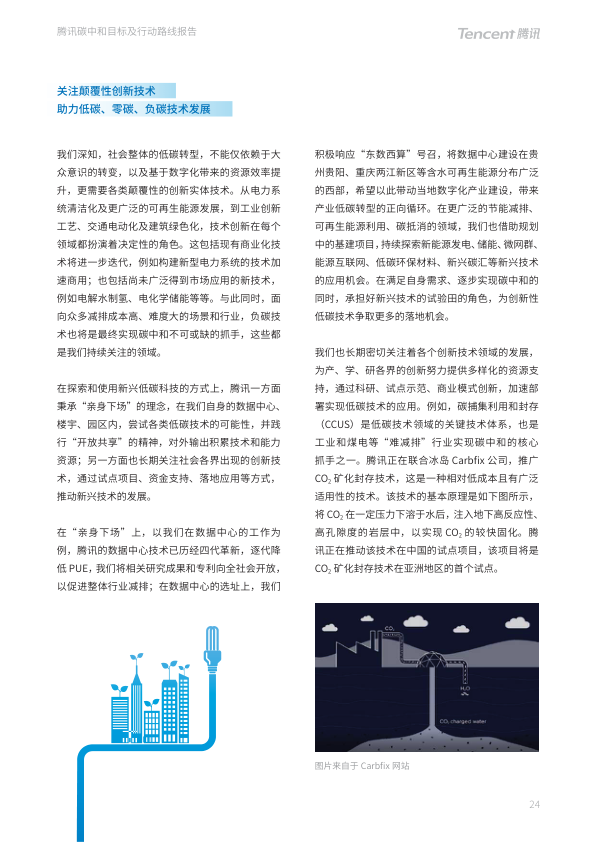 腾讯碳中和目标及行动路线报告
Tencent 腾讯
关注颠覆性创新技术
助力低碳、零碳、负碳技术发展
我们深知，社会整体的低碳转型，不能仅依赖于大
众意识的转变，以及基于数字化带来的资源效率提
升，更需要各类颠覆性的创新实体技术。从电力系
统清洁化及更广泛的可再生能源发展，到工业创新
工艺、交通电动化及建筑绿色化，技术创新在每个
领域都扮演着决定性的角色。这包括现有商业化技
术将进一步迭代，例如构建新型电力系统的技术加
速商用；也包括尚未广泛得到市场应用的新技术，
例如电解水制氢、电化学储能等等。与此同时，面
向众多减排成本高、难度大的场景和行业，负碳技
术也将是最终实现碳中和不可或缺的抓手，这些都
是我们持续关注的领域。
在探索和使用新兴低碳科技的方式上，腾讯一方面
秉承“亲身下场”的理念，在我们自身的数据中心、
楼宇、园区内，尝试各类低碳技术的可能性，并践
行“开放共享”的精神，对外输出积累技术和能力
资源；另一方面也长期关注社会各界出现的创新技
术，通过试点项目、资金支持、落地应用等方式，
推动新兴技术的发展。
在“亲身下场”上，以我们在数据中心的工作为
例，腾讯的数据中心技术已历经四代革新，逐代降
低 PUE，我们将相关研究成果和专利向全社会开放，
以促进整体行业减排；在数据中心的选址上，我们
积极响应“东数西算”号召，将数据中心建设在贵
州贵阳、重庆两江新区等含水可再生能源分布广泛
的西部，希望以此带动当地数字化产业建设，带来
产业低碳转型的正向循环。在更广泛的节能减排、
可再生能源利用、碳抵消的领域，我们也借助规划
中的基建项目，持续探索新能源发电、储能、微网群、
能源互联网、低碳环保材料、新兴碳汇等新兴技术
的应用机会。在满足自身需求、逐步实现碳中和的
同时，承担好新兴技术的试验田的角色，为创新性
低碳技术争取更多的落地机会。
我们也长期密切关注着各个创新技术领域的发展，
为产、学、研各界的创新努力提供多样化的资源支
持，通过科研、试点示范、商业模式创新，加速部
署实现低碳技术的应用。例如，碳捕集利用和封存
（CCUS）是低碳技术领域的关键技术体系，也是
工业和煤电等“难减排”行业实现碳中和的核心
抓手之一。腾讯正在联合冰岛 Carbfix 公司，推广
CO₂ 矿化封存技术，这是一种相对低成本且有广泛
适用性的技术。该技术的基本原理是如下图所示，
将 CO₂ 在一定压力下溶于水后，注入地下高反应性、
高孔隙度的岩层中，以实现 CO₂ 的较快固化。腾
讯正在推动该技术在中国的试点项目，该项目将是
CO₂ 矿化封存技术在亚洲地区的首个试点。
CO₂
H₂O
CO₂ charged water
图片来自于 Carbfix 网站
24